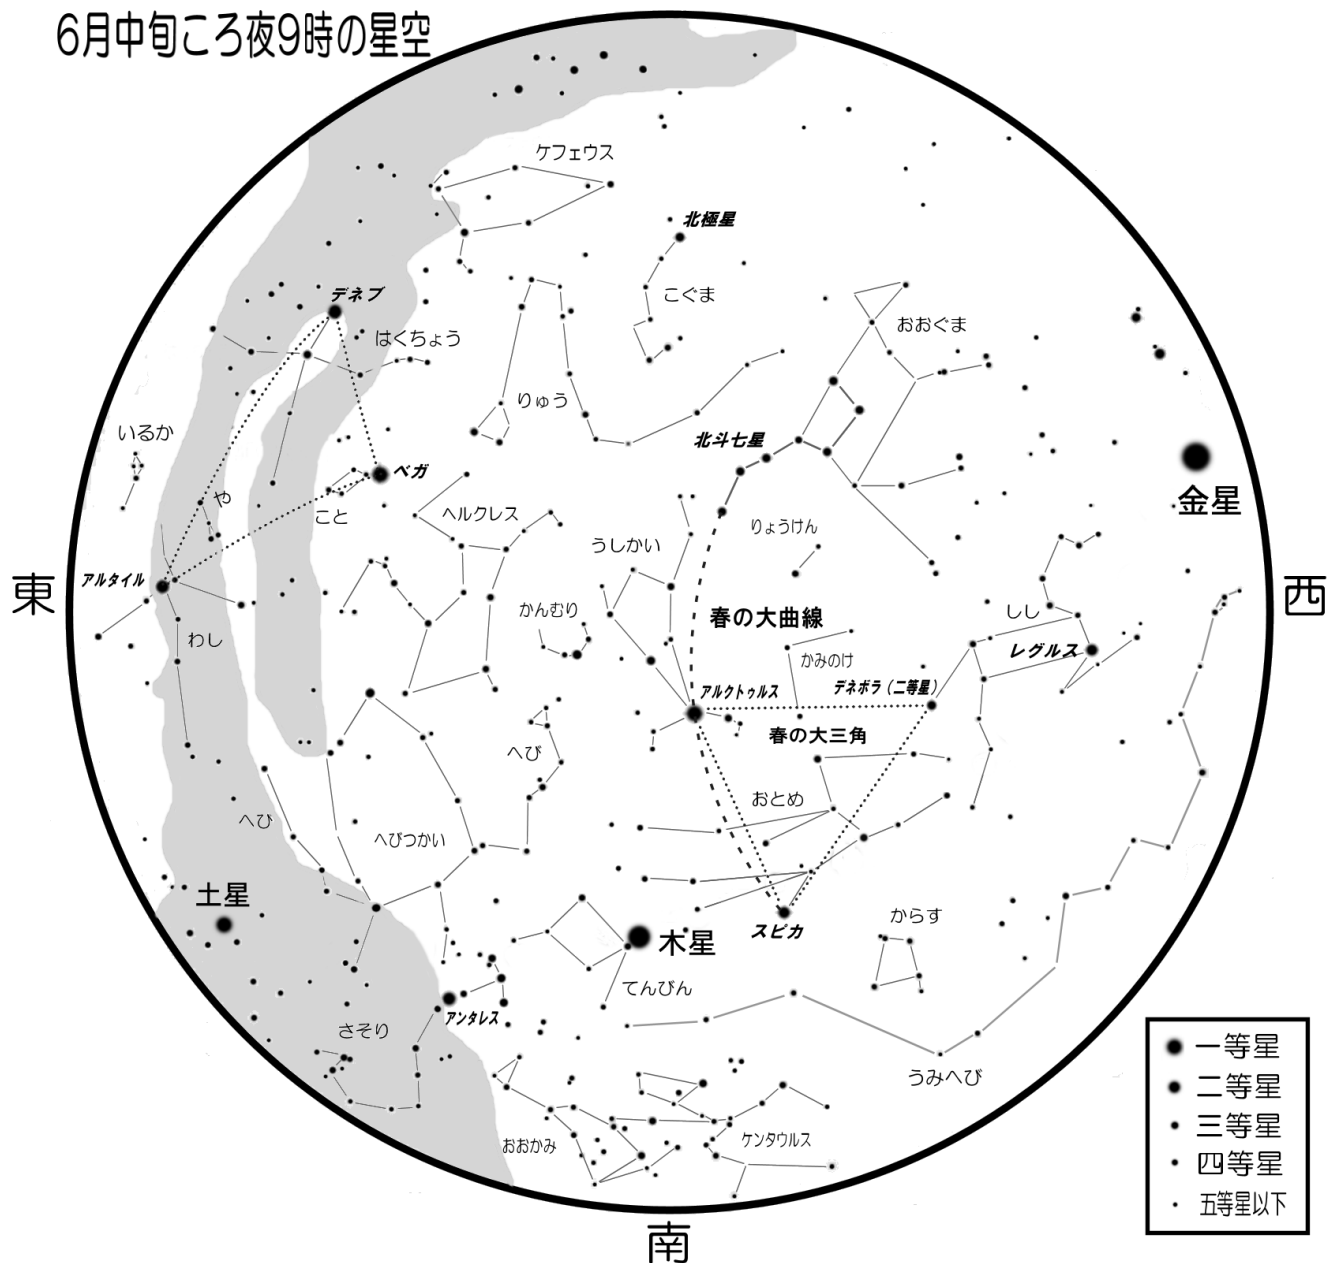 6月中旬ころ夜9時の星空
ケフェウス
北極星
こぐま
デネブ
はくちょう
おおぐま
りゅう
いるか
北斗七星
ベガ
金星
や
こと
ヘルクレス
りょうけん
うしかい
アルタイル
東
西
かんむり
春の大曲線
しし
わし
かみのけ
レグルス
アルクトゥルス
デネボラ(二等星)
春の大三角
へび
おとめ
へび
へびつかい
土星
からす
スピカ
木星
てんびん
アンタレス
さそり
うみへび
おおかみ
ケンタウルス
南
一等星
二等星
三等星
四等星
五等星以下